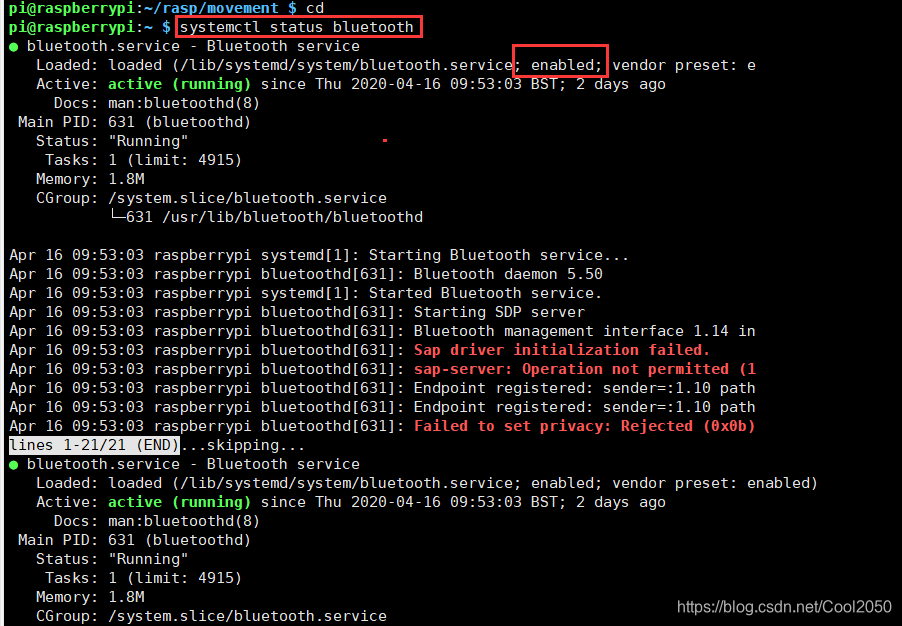 pi@raspberrypi:~/rasp/movement $ cd
pi@raspberrypi:~ $ systemctl status bluetooth
● bluetooth.service - Bluetooth service
   Loaded: loaded (/lib/systemd/system/bluetooth.service; enabled; vendor preset: e
   Active: active (running) since Thu 2020-04-16 09:53:03 BST; 2 days ago
     Docs: man:bluetoothd(8)
 Main PID: 631 (bluetoothd)
   Status: "Running"
    Tasks: 1 (limit: 4915)
   Memory: 1.8M
   CGroup: /system.slice/bluetooth.service
           └─631 /usr/lib/bluetooth/bluetoothd
Apr 16 09:53:03 raspberrypi systemd[1]: Starting Bluetooth service...
Apr 16 09:53:03 raspberrypi bluetoothd[631]: Bluetooth daemon 5.50
Apr 16 09:53:03 raspberrypi systemd[1]: Started Bluetooth service.
Apr 16 09:53:03 raspberrypi bluetoothd[631]: Starting SDP server
Apr 16 09:53:03 raspberrypi bluetoothd[631]: Bluetooth management interface 1.14 in
Apr 16 09:53:03 raspberrypi bluetoothd[631]: Sap driver initialization failed.
Apr 16 09:53:03 raspberrypi bluetoothd[631]: sap-server: Operation not permitted (1
Apr 16 09:53:03 raspberrypi bluetoothd[631]: Endpoint registered: sender=:1.10 path
Apr 16 09:53:03 raspberrypi bluetoothd[631]: Endpoint registered: sender=:1.10 path
Apr 16 09:53:03 raspberrypi bluetoothd[631]: Failed to set privacy: Rejected (0x0b)
lines 1-21/21 (END)...skipping...
● bluetooth.service - Bluetooth service
   Loaded: loaded (/lib/systemd/system/bluetooth.service; enabled; vendor preset: enabled)
   Active: active (running) since Thu 2020-04-16 09:53:03 BST; 2 days ago
     Docs: man:bluetoothd(8)
 Main PID: 631 (bluetoothd)
   Status: "Running"
    Tasks: 1 (limit: 4915)
   Memory: 1.8M
   CGroup: /system.slice/bluetooth.service
https://blog.csdn.net/Cool2050